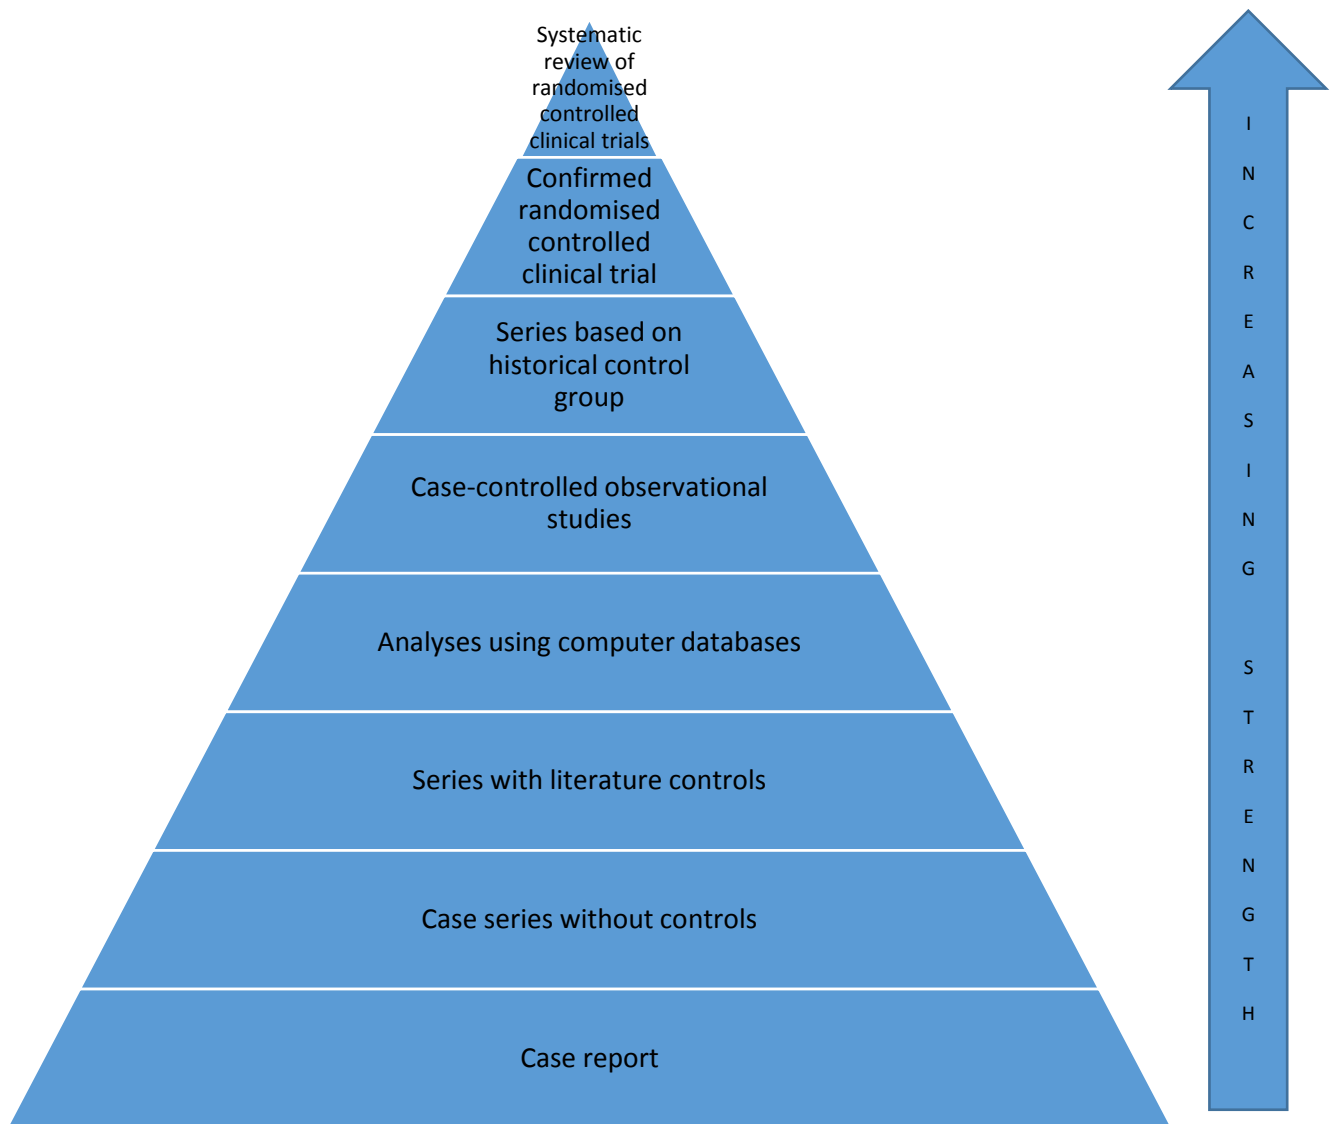 Systematic
review of
randomised
controlled
clinical trials
Confirmed
randomised
controlled
clinical trial
Series based on
historical control
group
Case-controlled observational
studies
Analyses using computer databases
Series with literature controls
Case series without controls
Case report
I
N
C
R
E
A
S
I
N
G
S
T
R
E
N
G
T
H